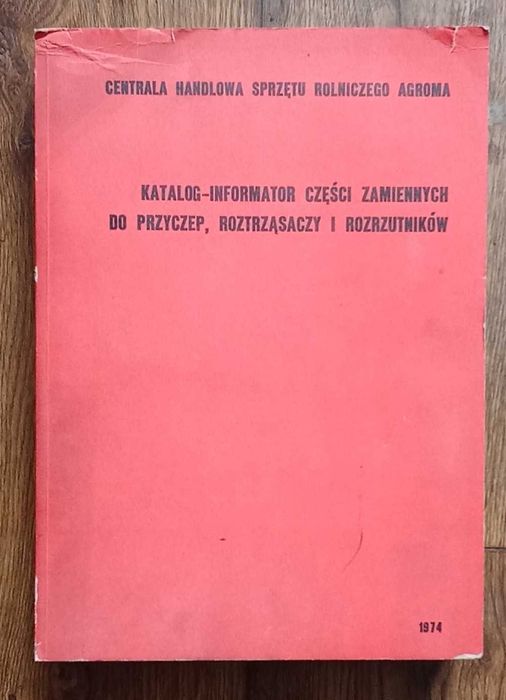 CENTRALA HANDLOWA SPRZĘTU ROLNICZEGO AGROMA
KATALOG-INFORMATOR CZĘŚCI ZAMIENNYCH
DO PRZYCZEP, ROZTRZĄSACZY I ROZRZUTNIKÓW
1974